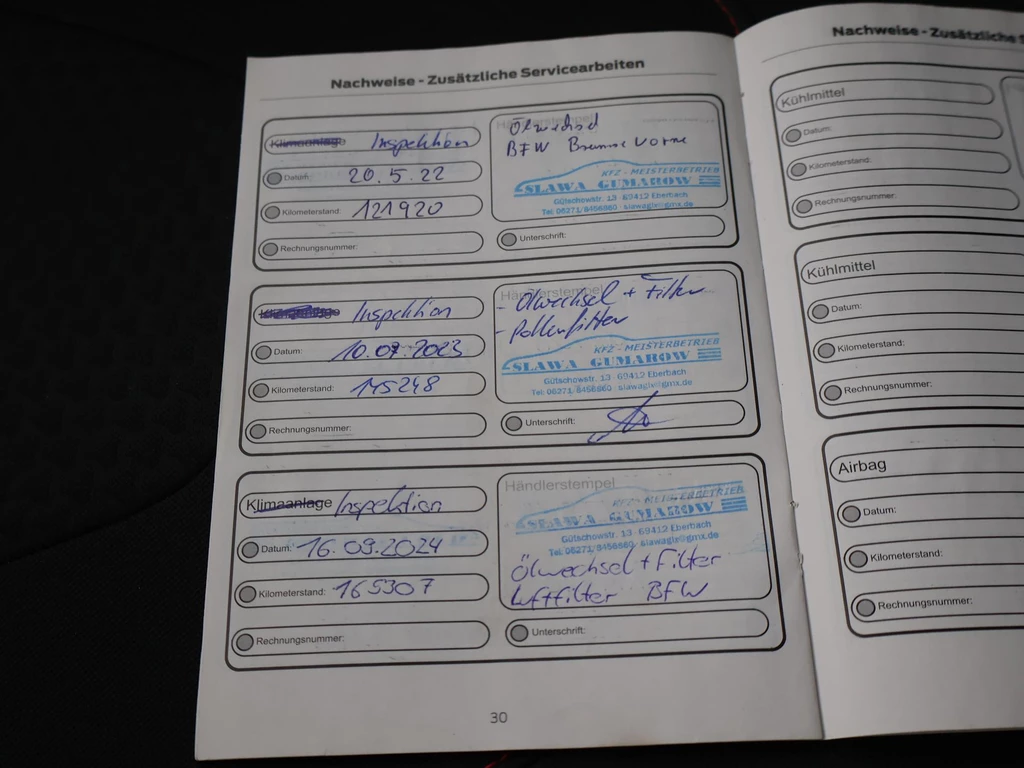 Nachweise - Zusätzliche Servicearbeiten
Klimaanlage Inspektion
Datum: 20.5.22
Kilometerstand: 121920
Rechnungsnummer:
Händlerstempel
Ölwechsel
BFW Bremse vorne
KFZ - MEISTERBETRIEB
SLAWA GUMAROW
Gütschowstr. 13 · 69412 Eberbach
Tel: 06271/8456860 · slawagu@gmx.de
Unterschrift:
Klimaanlage Inspektion
Datum: 10.07.2023
Kilometerstand: 145248
Rechnungsnummer:
Händlerstempel
- Ölwechsel + Filter
- Pollenfilter
KFZ - MEISTERBETRIEB
SLAWA GUMAROW
Gütschowstr. 13 · 69412 Eberbach
Tel: 06271/8456860 · slawagu@gmx.de
Unterschrift:
Klimaanlage Inspektion
Datum: 16.09.2024
Kilometerstand: 165307
Rechnungsnummer:
Händlerstempel
KFZ - MEISTERBETRIEB
SLAWA GUMAROW
Gütschowstr. 13 · 69412 Eberbach
Tel: 06271/8456860 · slawagu@gmx.de
Ölwechsel + Filter
Luftfilter BFW
Unterschrift:
30
Nachweise - Zusätzliche
Kühlmittel
Datum:
Kilometerstand:
Rechnungsnummer:
Kühlmittel
Datum:
Kilometerstand:
Rechnungsnummer:
Airbag
Datum:
Kilometerstand:
Rechnungsnummer: